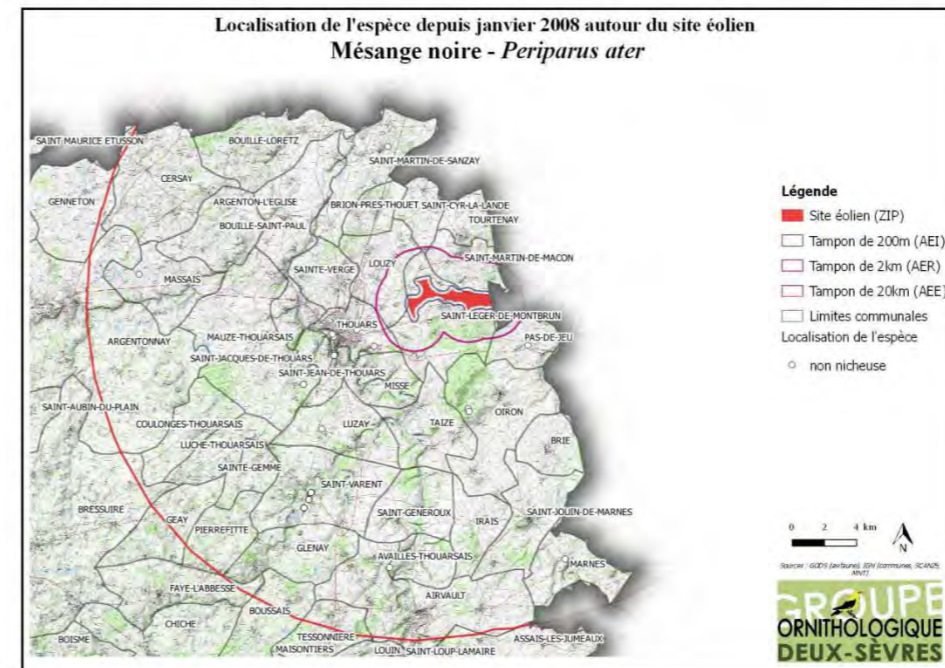 Localisation de l'espèce depuis janvier 2008 autour du site éolien
Mésange noire - Periparus ater
SAINT MAURICE ETUSSON
BOUILLE-LORETZ
SAINT-MARTIN-DE-SANZAY
CERSAY
GENNETON
ARGENTON-L'EGLISE
BRION-PRES-THOUET
SAINT-CYR-LA-LANDE
TOURTENAY
BOUILLE-SAINT-PAUL
SAINT-MARTIN-DE-MACON
LOUZY
SAINTE-VERGE
MASSAIS
SAINT-LEGER-DE-MONTBRUN
THOUARS
PAS-DE-JEU
MAUZE-THOUARSAIS
ARGENTONNAY
SAINT-JACQUES-DE-THOUARS
SAINT-JEAN-DE-THOUARS
MISSE
SAINT-AUBIN-DU-PLAIN
OIRON
COULONGES-THOUARSAIS
LUZAY
TAIZE
BRIE
LUCHE-THOUARSAIS
SAINTE-GEMME
SAINT-VARENT
BRESSUIRE
SAINT-GENEROUX
SAINT-JOUIN-DE-MARNES
GEAY
IRAIS
PIERREFITTE
GLENAY
AVAILLES-THOUARSAIS
MARNES
FAYE-L'ABBESSE
AIRVAULT
BOUSSAIS
CHICHE
TESSONNIERE
ASSAIS-LES-JUMEAUX
BOISME
MAISONTIERS
LOUIN
SAINT-LOUP-LAMAIRE
Légende
Site éolien (ZIP)
Tampon de 200m (AEI)
Tampon de 2km (AER)
Tampon de 20km (AEE)
Limites communales
Localisation de l'espèce
non nicheuse
0 2 4 km
N
Sources : GODS (avifaune), IGN (communes, SCAN25,
MNT)
GROUPE
ORNITHOLOGIQUE
DEUX-SÈVRES